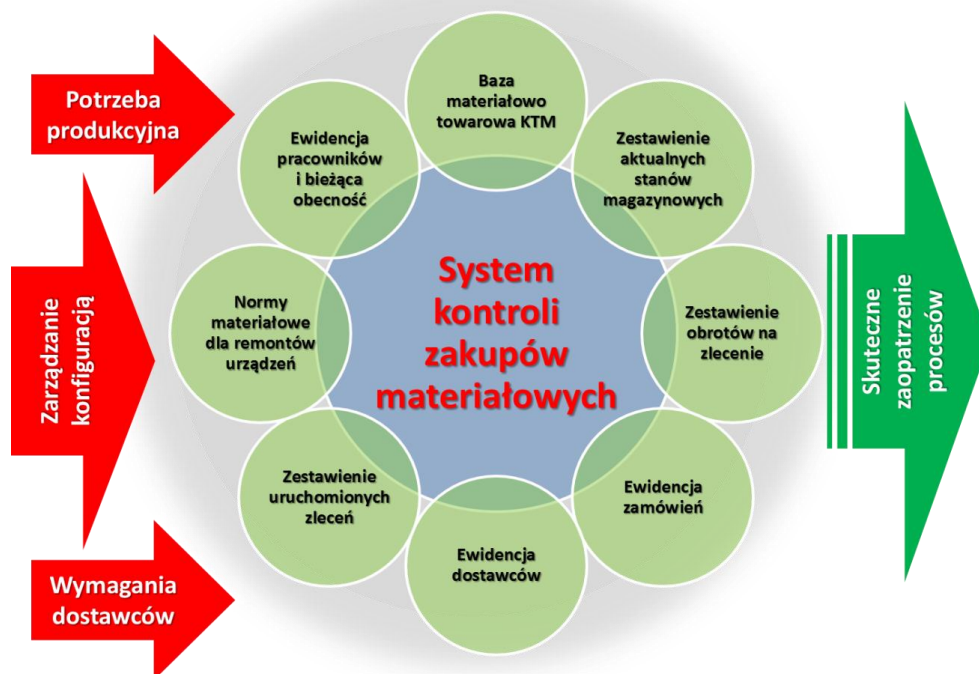 Potrzeba
produkcyjna
Zarządzanie
konfiguracją
Wymagania
dostawców
Baza
materiałowo
towarowa KTM
Zestawienie
aktualnych
stanów
magazynowych
Zestawienie
obrotów na
zlecenie
Ewidencja
zamówień
Ewidencja
dostawców
Zestawienie
uruchomionych
zleceń
Normy
materiałowe
dla remontów
urządzeń
Ewidencja
pracowników
i bieżąca
obecność
System
kontroli
zakupów
materiałowych
Skuteczne
zaopatrzenie
procesów